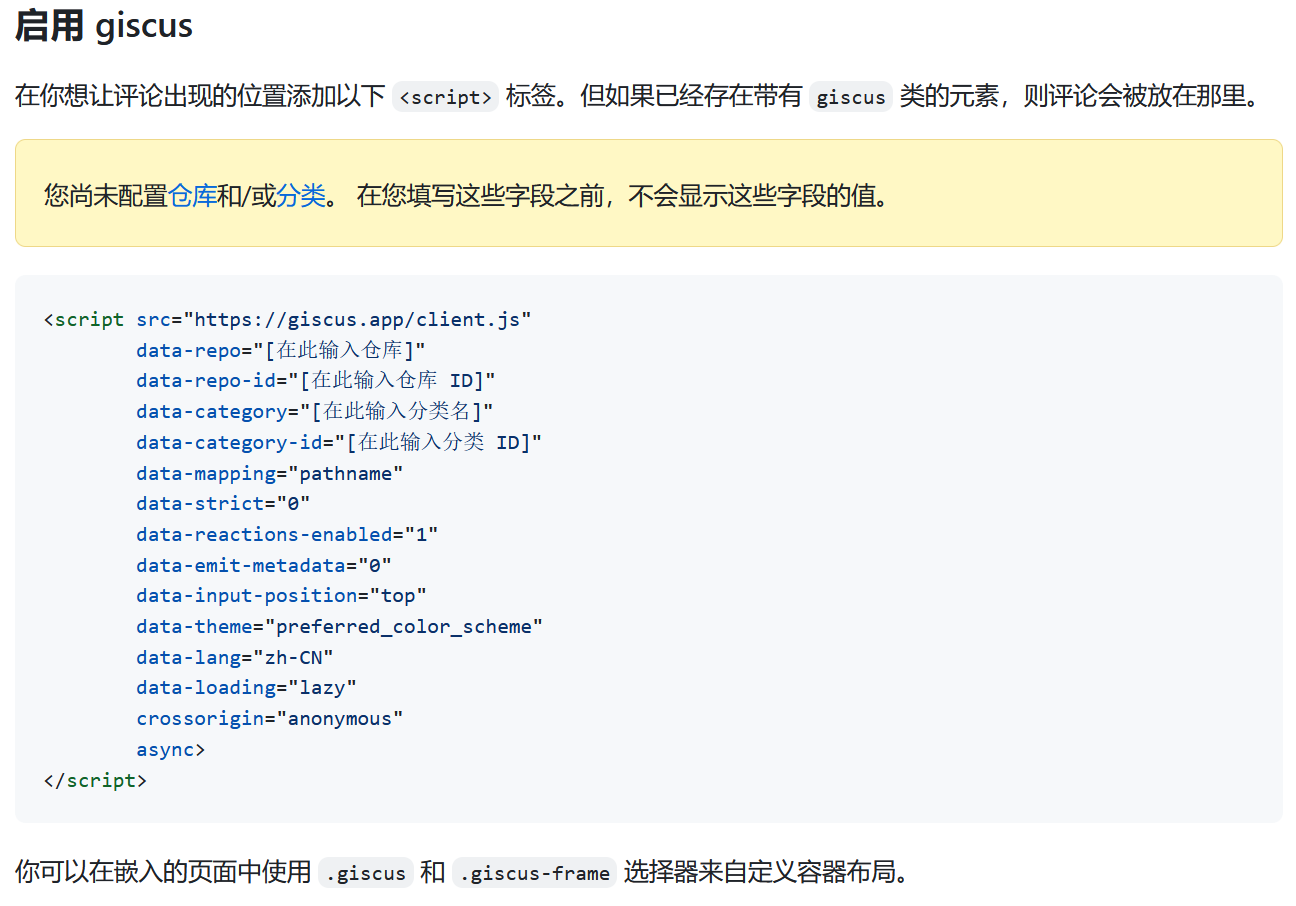 启用 giscus
在你想让评论出现的位置添加以下 <script> 标签。但如果已经存在带有 giscus 类的元素，则评论会被放在那里。
您尚未配置仓库和/或分类。 在您填写这些字段之前，不会显示这些字段的值。
<script src="https://giscus.app/client.js"
        data-repo="[在此输入仓库]"
        data-repo-id="[在此输入仓库 ID]"
        data-category="[在此输入分类名]"
        data-category-id="[在此输入分类 ID]"
        data-mapping="pathname"
        data-strict="0"
        data-reactions-enabled="1"
        data-emit-metadata="0"
        data-input-position="top"
        data-theme="preferred_color_scheme"
        data-lang="zh-CN"
        data-loading="lazy"
        crossorigin="anonymous"
        async>
</script>
你可以在嵌入的页面中使用 .giscus 和 .giscus-frame 选择器来自定义容器布局。